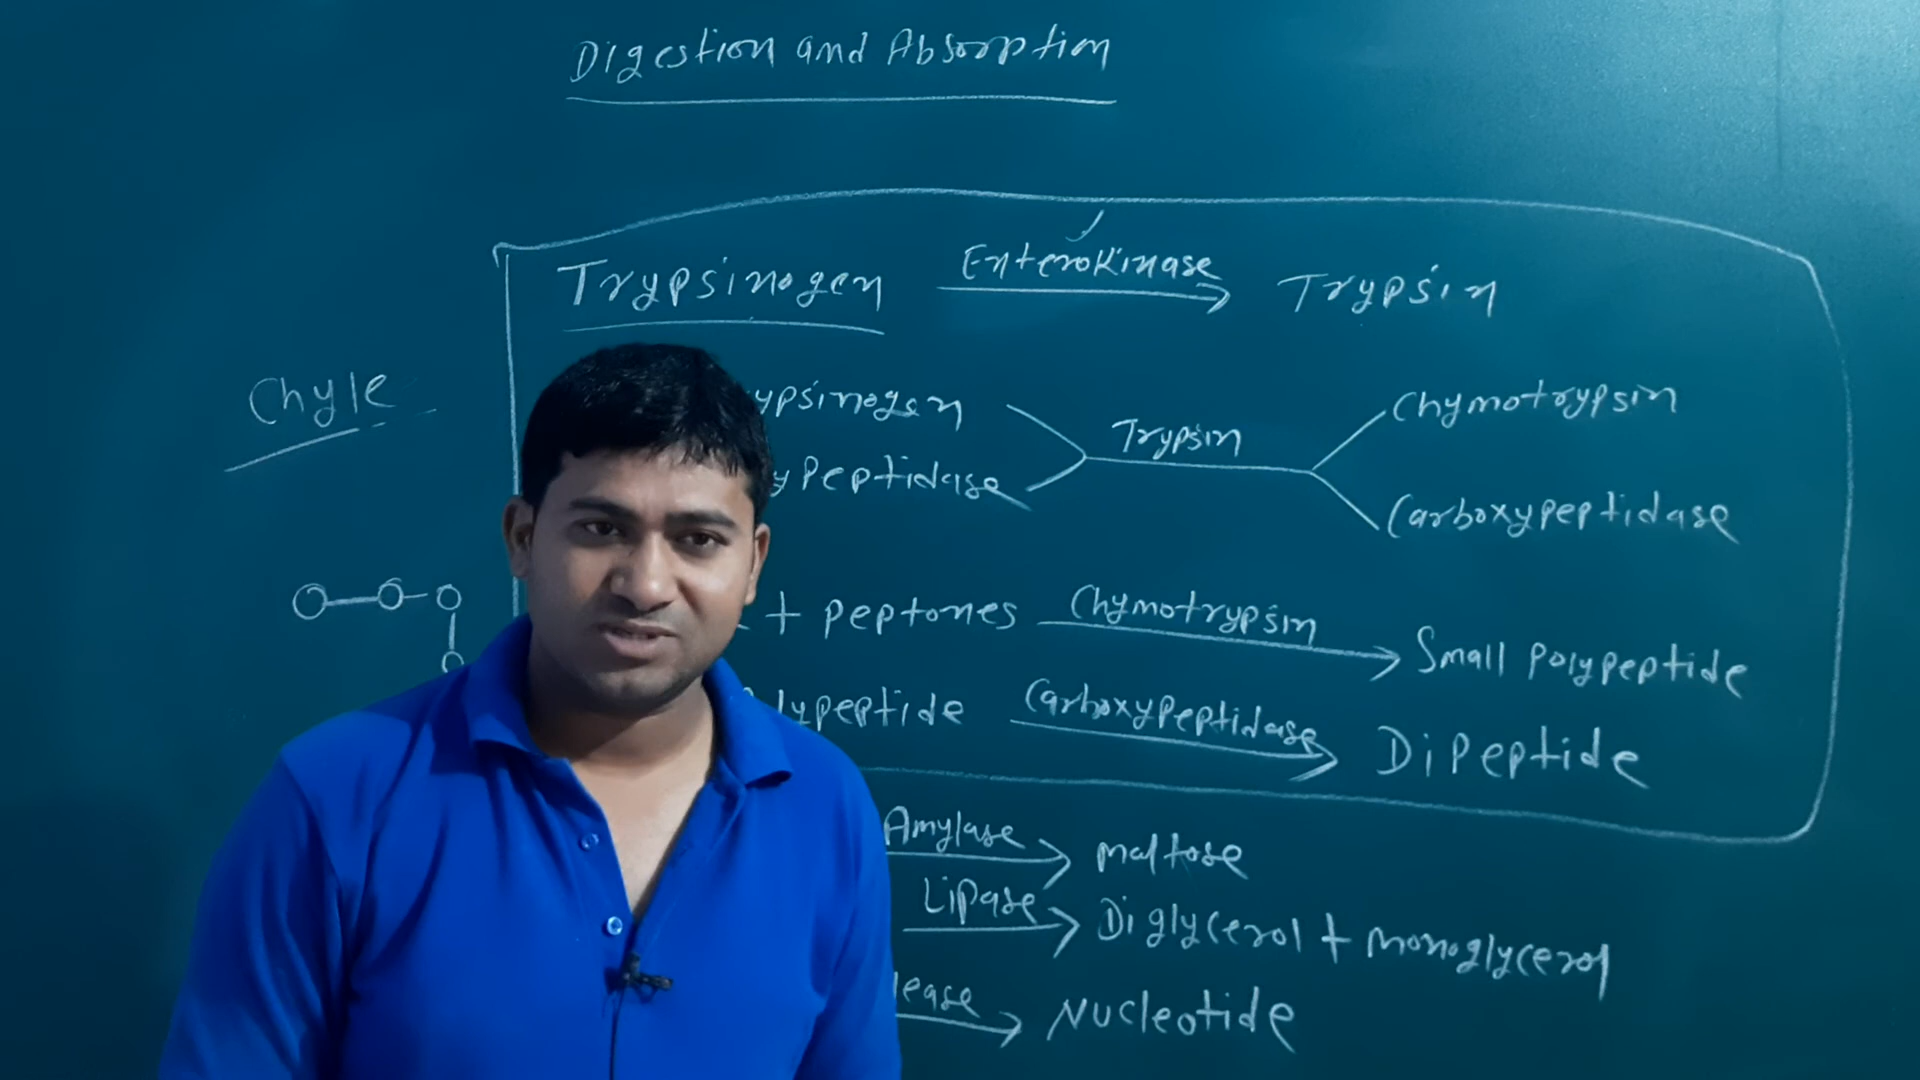 Digestion and Absorption
Trypsinogen Enterokinase Trypsin
Chyle
ypsinogen Trypsin Chymotrypsin
ypeptidase Carboxypeptidase
+ peptones Chymotrypsin Small polypeptide
lypeptide Carboxypeptidase Dipeptide
Amylase maltose
Lipase Diglycerol + monoglycerol
lease Nucleotide